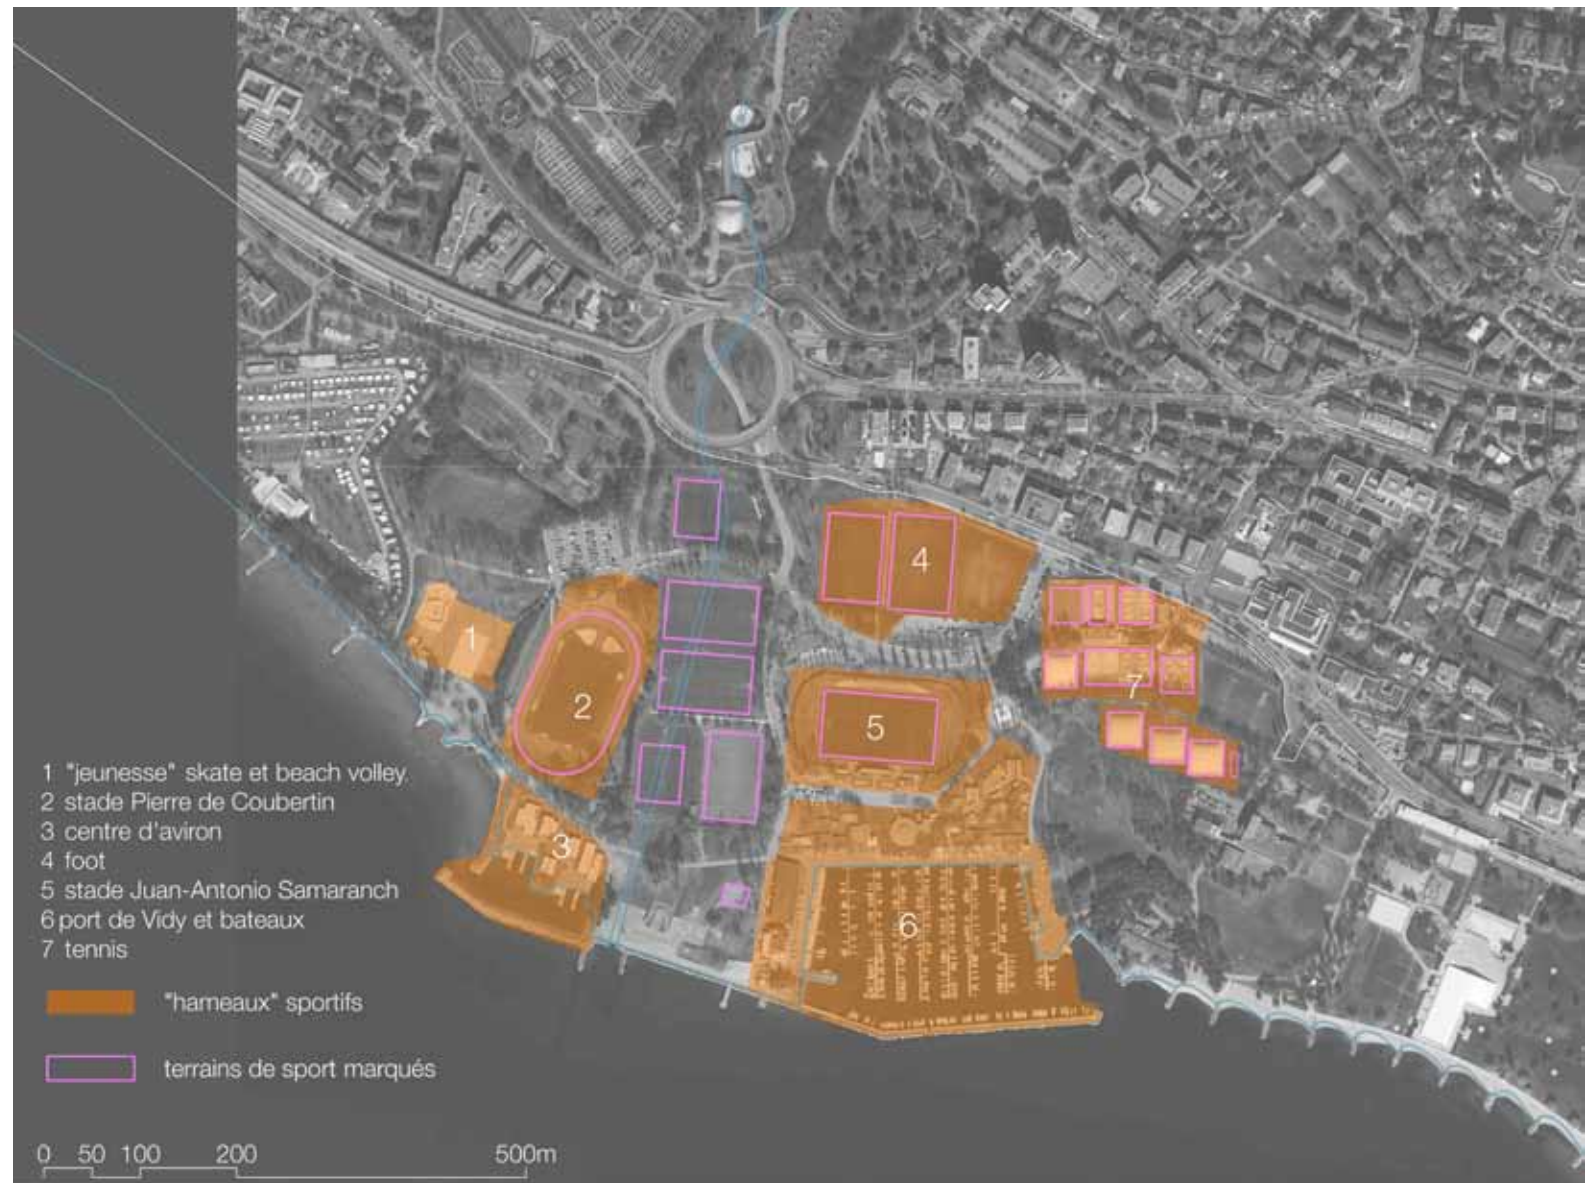 4
1
7
2
5
3
6
1 "jeunesse" skate et beach volley
2 stade Pierre de Coubertin
3 centre d'aviron
4 foot
5 stade Juan-Antonio Samaranch
6 port de Vidy et bateaux
7 tennis
"hameaux" sportifs
terrains de sport marqués
0 50 100 200 500m